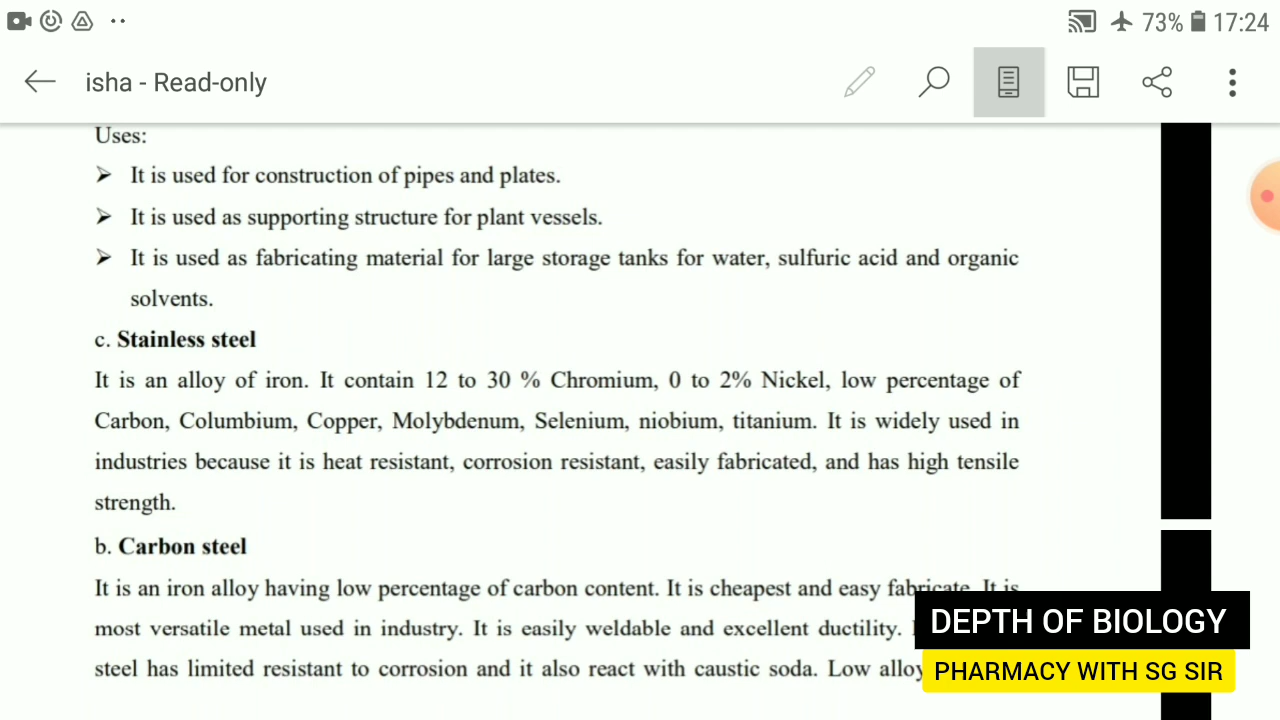 73% 17:24
isha - Read-only
Uses:
➤ It is used for construction of pipes and plates.
➤ It is used as supporting structure for plant vessels.
➤ It is used as fabricating material for large storage tanks for water, sulfuric acid and organic
solvents.
c. Stainless steel
It is an alloy of iron. It contain 12 to 30 % Chromium, 0 to 2% Nickel, low percentage of
Carbon, Columbium, Copper, Molybdenum, Selenium, niobium, titanium. It is widely used in
industries because it is heat resistant, corrosion resistant, easily fabricated, and has high tensile
strength.
b. Carbon steel
It is an iron alloy having low percentage of carbon content. It is cheapest and easy fabricate. It is
most versatile metal used in industry. It is easily weldable and excellent ductility.
steel has limited resistant to corrosion and it also react with caustic soda. Low alloy
DEPTH OF BIOLOGY
PHARMACY WITH SG SIR